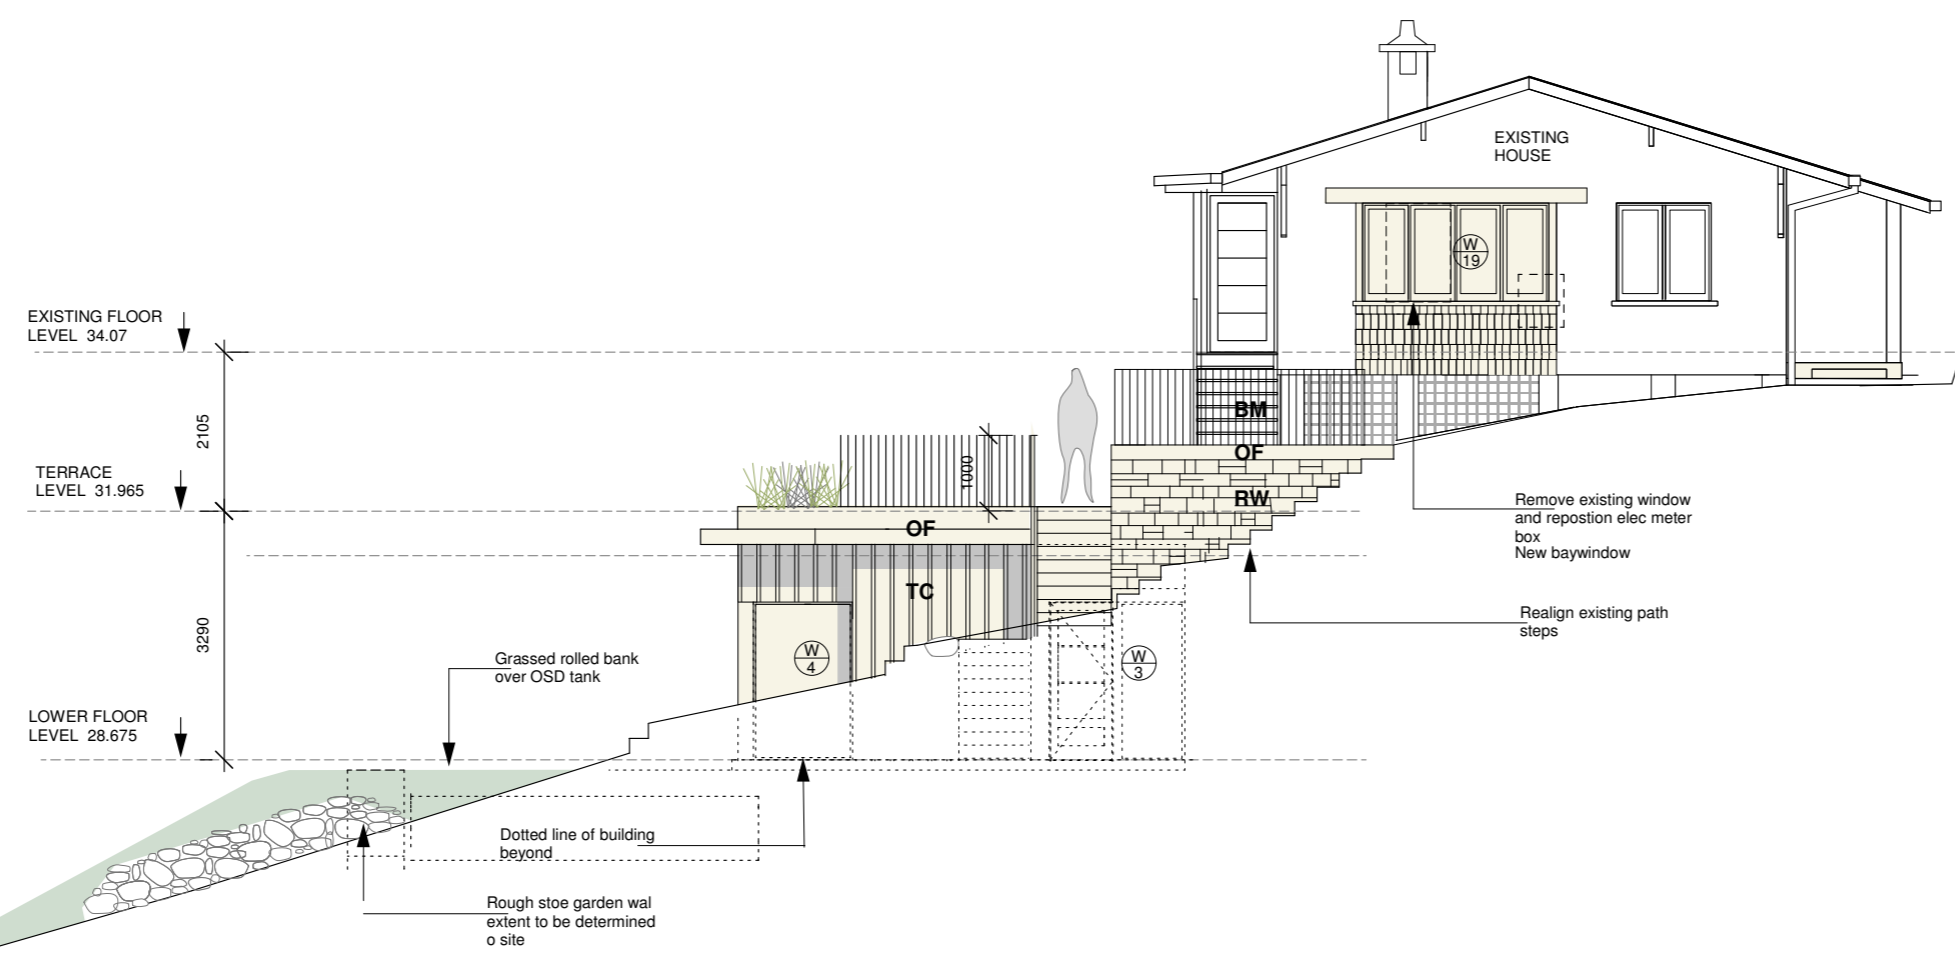 EXISTING
HOUSE
W
19
EXISTING FLOOR
LEVEL 34.07
2105
BM
OF
RW
1000
TERRACE
LEVEL 31.965
OF
TC
Remove existing window
and repostion elec meter
box
New baywindow
Realign existing path
steps
3290
W
4
W
3
Grassed rolled bank
over OSD tank
LOWER FLOOR
LEVEL 28.675
Dotted line of building
beyond
Rough stoe garden wal
extent to be determined
o site